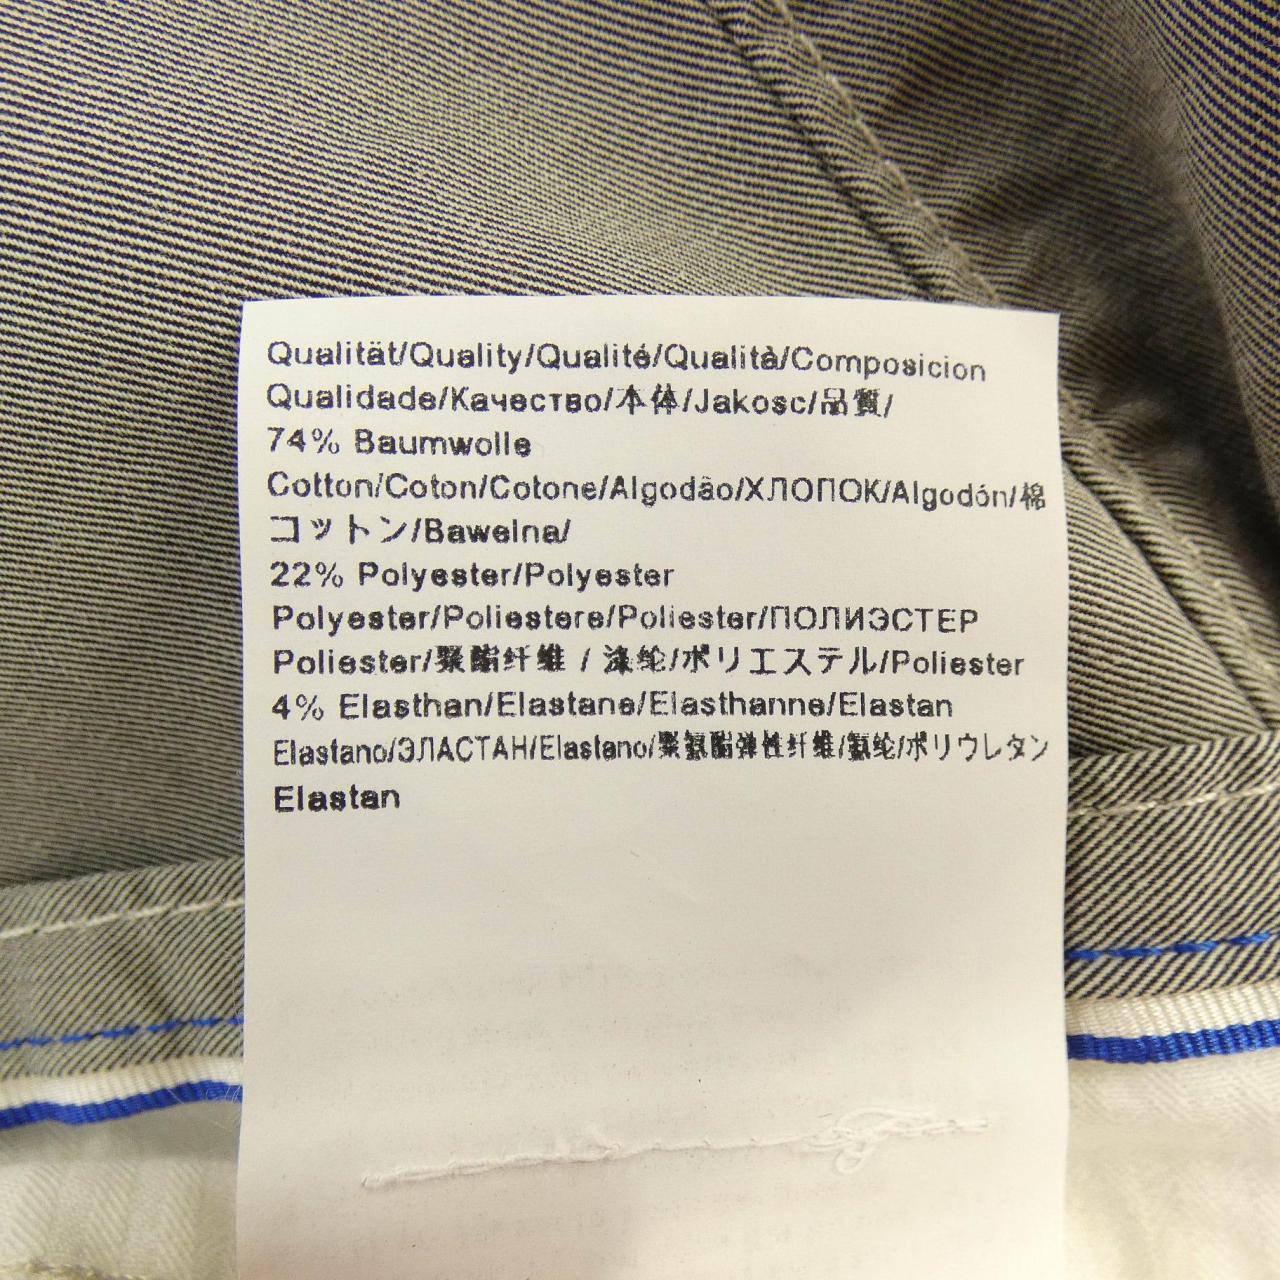 Qualität/Quality/Qualité/Qualità/Composicion
Qualidade/Качество/本体/Jakosc/品質/
74% Baumwolle
Cotton/Coton/Cotone/Algodão/ХЛОПОК/Algodón/棉
コットン/Bawelna/
22% Polyester/Polyester
Polyester/Poliestere/Poliester/ПОЛИЭСТЕР
Poliester/聚酯纤维 / 涤纶/ポリエステル/Poliester
4% Elasthan/Elastane/Elasthanne/Elastan
Elastano/ЭЛАСТАН/Elastano/聚氨酯弹性纤维/氨纶/ポリウレタン
Elastan